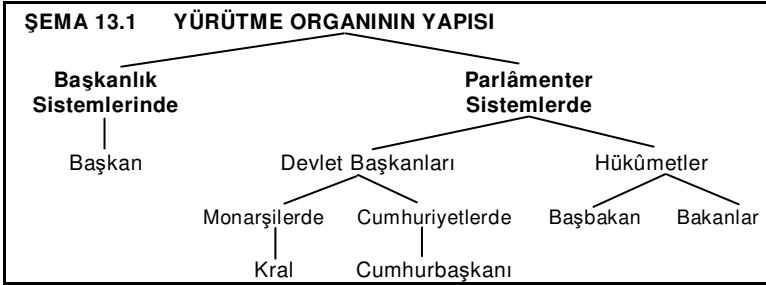 ŞEMA 13.1 YÜRÜTME ORGANININ YAPISI
Başkanlık
Sistemlerinde
Parlâmenter
Sistemlerde
Başkan
Devlet Başkanları
Hükûmetler
Monarşilerde
Cumhuriyetlerde
Başbakan
Bakanlar
Kral
Cumhurbaşkanı